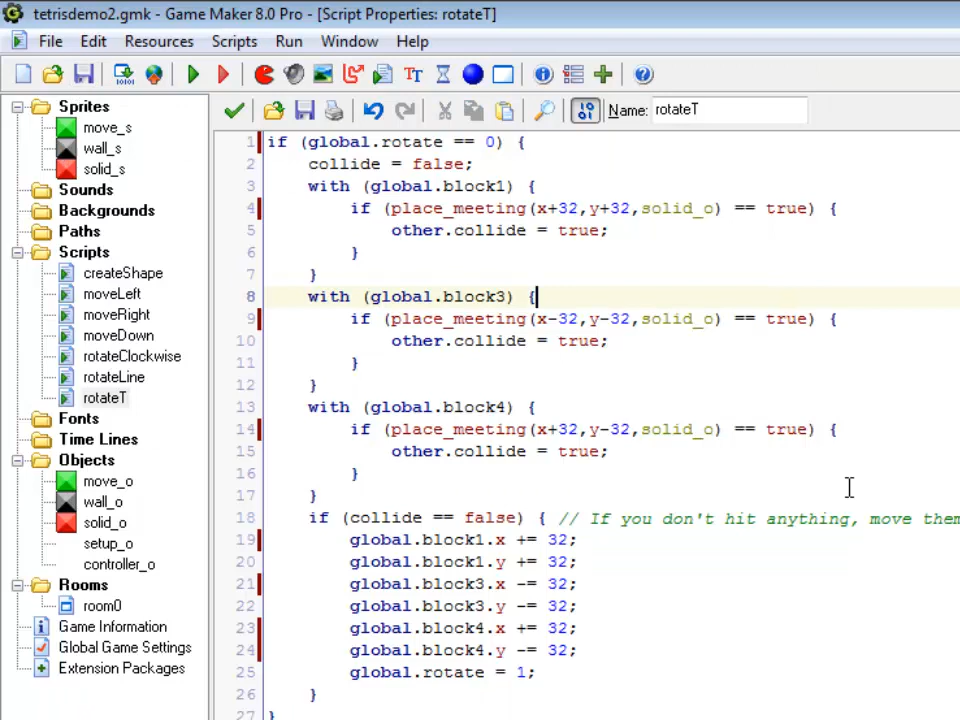 tetrisdemo2.gmk - Game Maker 8.0 Pro - [Script Properties: rotateT]
File Edit Resources Scripts Run Window Help
Name: rotateT
Sprites
move_s
wall_s
solid_s
Sounds
Backgrounds
Paths
Scripts
createShape
moveLeft
moveRight
moveDown
rotateClockwise
rotateLine
rotateT
Fonts
Time Lines
Objects
move_o
wall_o
solid_o
setup_o
controller_o
Rooms
room0
Game Information
Global Game Settings
Extension Packages
1 if (global.rotate == 0) {
2 collide = false;
3 with (global.block1) {
4 if (place_meeting(x+32,y+32,solid_o) == true) {
5 other.collide = true;
6 }
7 }
8 with (global.block3) {
9 if (place_meeting(x-32,y-32,solid_o) == true) {
10 other.collide = true;
11 }
12 }
13 with (global.block4) {
14 if (place_meeting(x+32,y-32,solid_o) == true) {
15 other.collide = true;
16 }
17 }
18 if (collide == false) { // If you don't hit anything, move them
19 global.block1.x += 32;
20 global.block1.y += 32;
21 global.block3.x -= 32;
22 global.block3.y -= 32;
23 global.block4.x += 32;
24 global.block4.y -= 32;
25 global.rotate = 1;
26 }
27 }